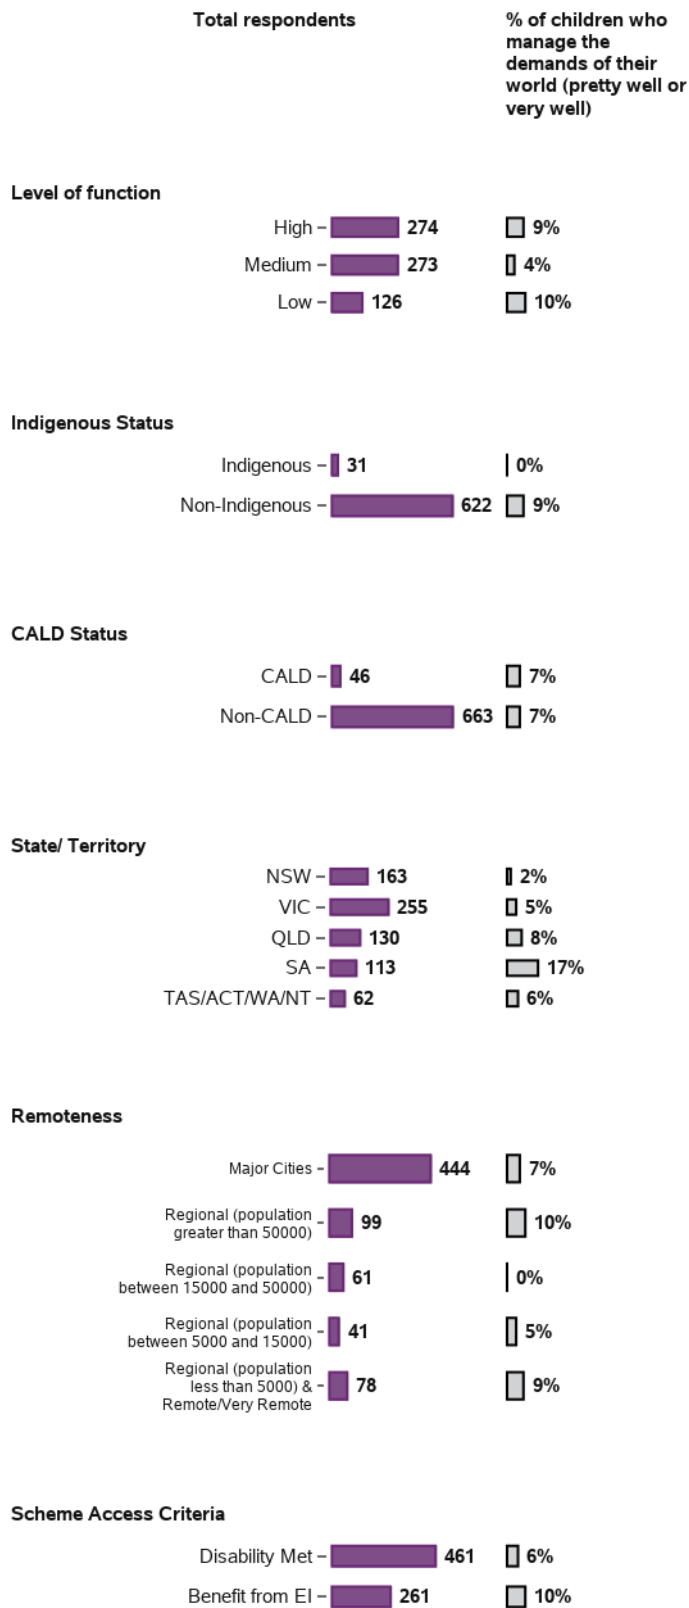 Total respondents
% of children who
manage the
demands of their
world (pretty well or
very well)
Level of function
High 274 9%
Medium 273 4%
Low 126 10%
Indigenous Status
Indigenous 31 0%
Non-Indigenous 622 9%
CALD Status
CALD 46 7%
Non-CALD 663 7%
State/ Territory
NSW 163 2%
VIC 255 5%
QLD 130 8%
SA 113 17%
TAS/ACT/WA/NT 62 6%
Remoteness
Major Cities 444 7%
Regional (population
greater than 50000) 99 10%
Regional (population
between 15000 and 50000) 61 0%
Regional (population
between 5000 and 15000) 41 5%
Regional (population
less than 5000) & 78 9%
Remote/Very Remote
Scheme Access Criteria
Disability Met 461 6%
Benefit from EI 261 10%